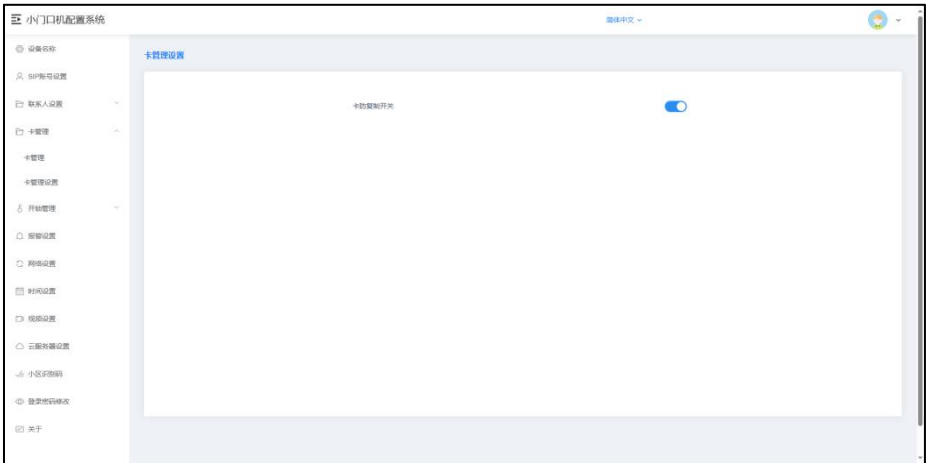 小门口机配置系统
简体中文
设备名称
SIP账号设置
联系人设置
卡管理
卡管理
卡管理设置
开锁管理
报警设置
网络设置
时间设置
视频设置
云服务器设置
小区识别码
登录密码修改
关于
卡管理设置
卡防复制开关